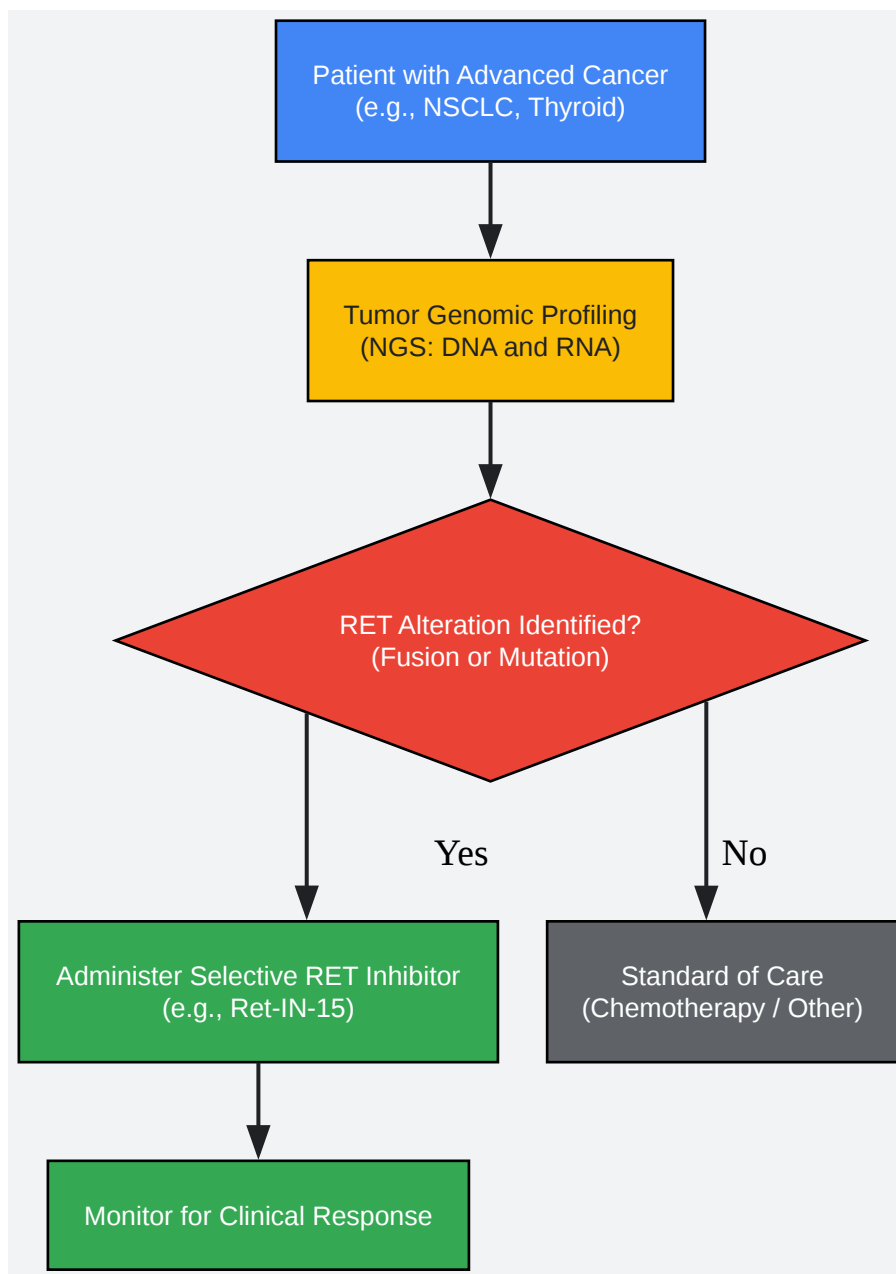 Patient with Advanced Cancer
(e.g., NSCLC, Thyroid)
Tumor Genomic Profiling
(NGS: DNA and RNA)
RET Alteration Identified?
(Fusion or Mutation)
Yes
No
Administer Selective RET Inhibitor
(e.g., Ret-IN-15)
Standard of Care
(Chemotherapy / Other)
Monitor for Clinical Response